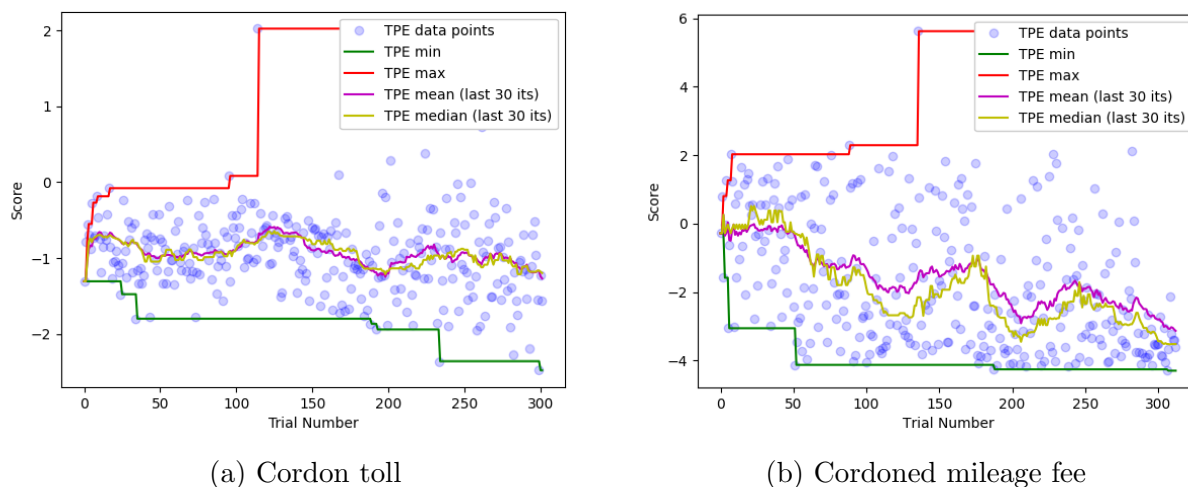 2
1
0
−1
−2
Score
0
50
100
150
200
250
300
Trial Number
TPE data points
TPE min
TPE max
TPE mean (last 30 its)
TPE median (last 30 its)
(a) Cordon toll
6
4
2
0
−2
−4
Score
0
50
100
150
200
250
300
Trial Number
TPE data points
TPE min
TPE max
TPE mean (last 30 its)
TPE median (last 30 its)
(b) Cordoned mileage fee